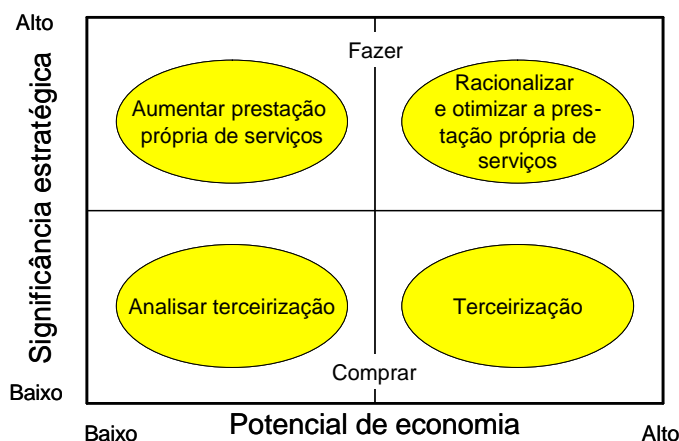 Alto
Significância estratégica
Fazer
Aumentar prestação
própria de serviços
Racionalizar
e otimizar a pres-
tação própria de
serviços
Analisar terceirização
Terceirização
Comprar
Baixo
Baixo
Potencial de economia
Alto